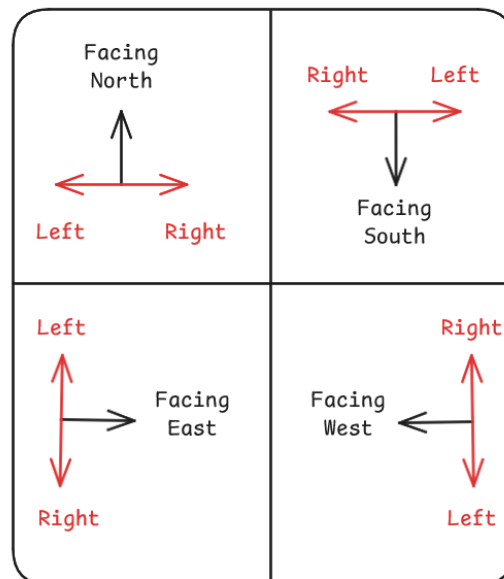 Facing
North
Left Right
Right Left
Facing
South
Left
Facing
East
Right
Right
Facing
West
Left